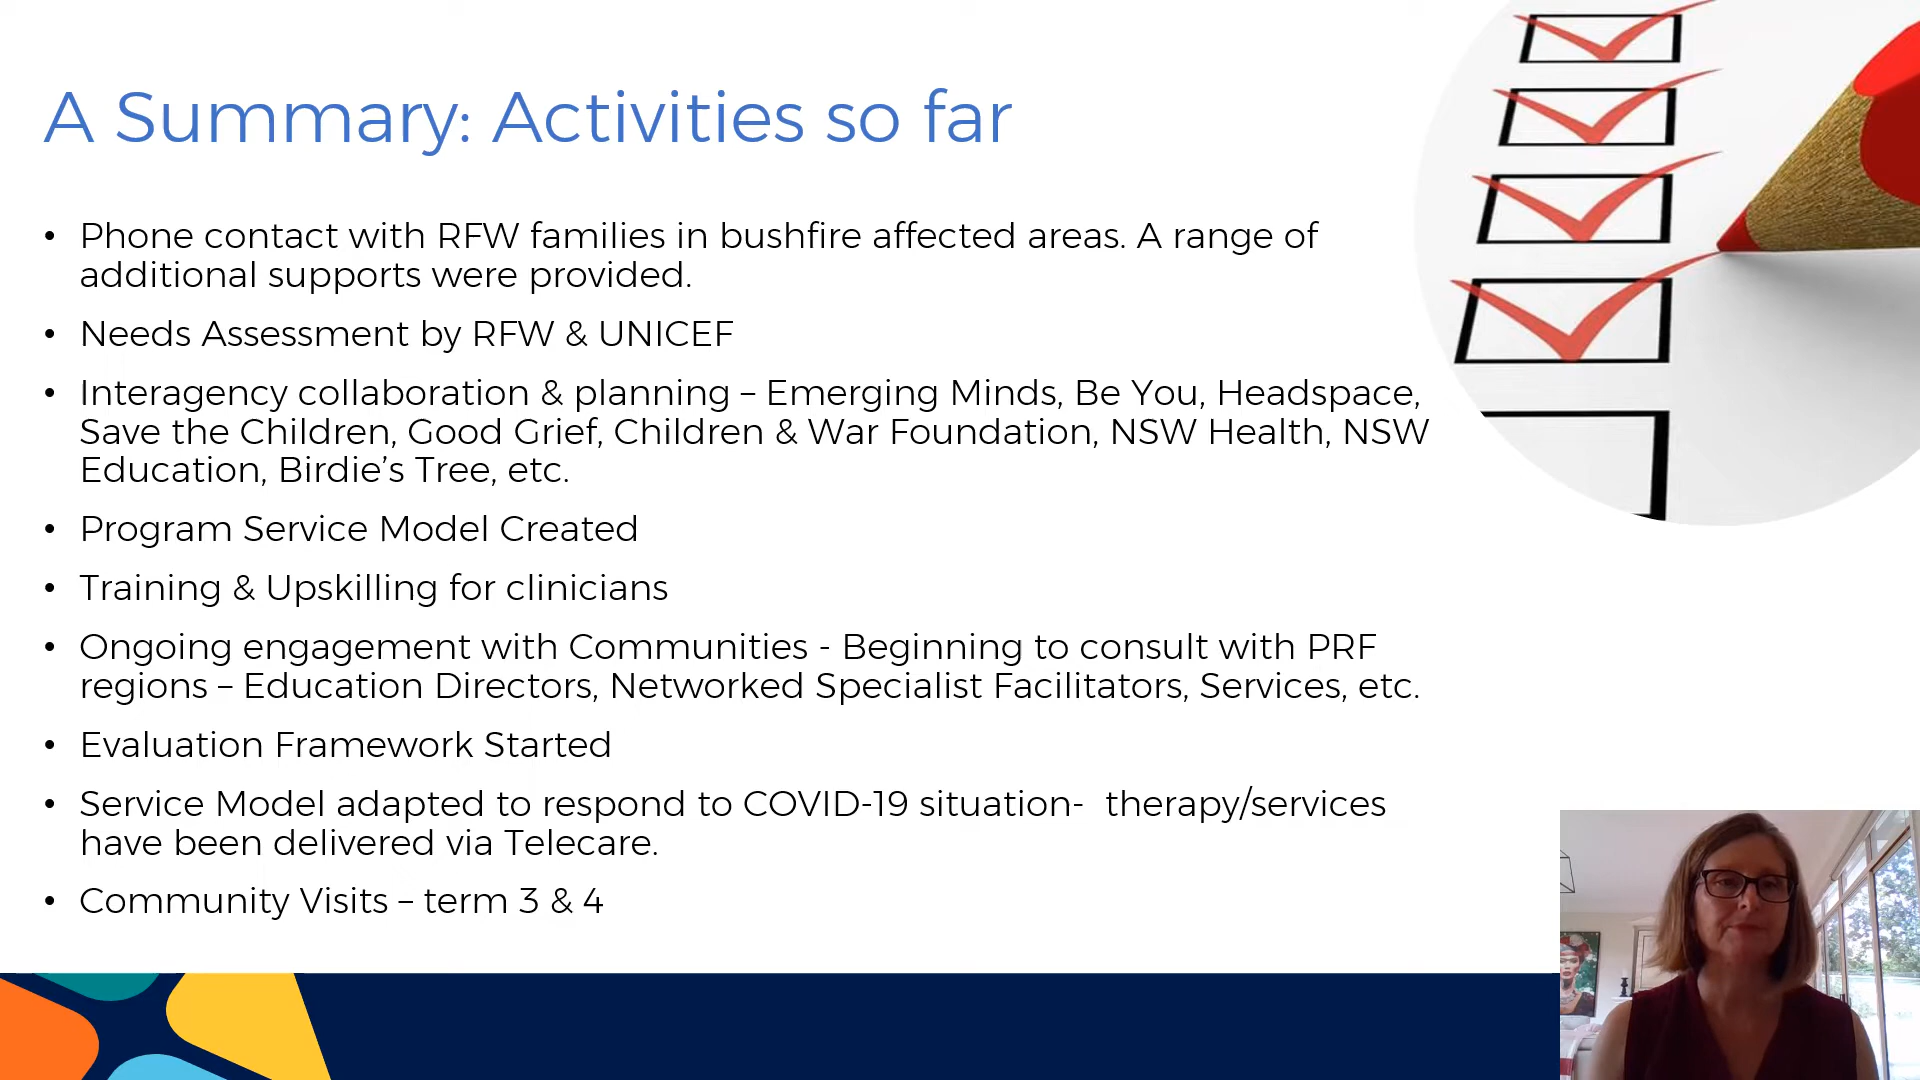 A Summary: Activities so far
• Phone contact with RFW families in bushfire affected areas. A range of
additional supports were provided.
• Needs Assessment by RFW & UNICEF
• Interagency collaboration & planning – Emerging Minds, Be You, Headspace,
Save the Children, Good Grief, Children & War Foundation, NSW Health, NSW
Education, Birdie’s Tree, etc.
• Program Service Model Created
• Training & Upskilling for clinicians
• Ongoing engagement with Communities - Beginning to consult with PRF
regions – Education Directors, Networked Specialist Facilitators, Services, etc.
• Evaluation Framework Started
• Service Model adapted to respond to COVID-19 situation-  therapy/services
have been delivered via Telecare.
• Community Visits – term 3 & 4